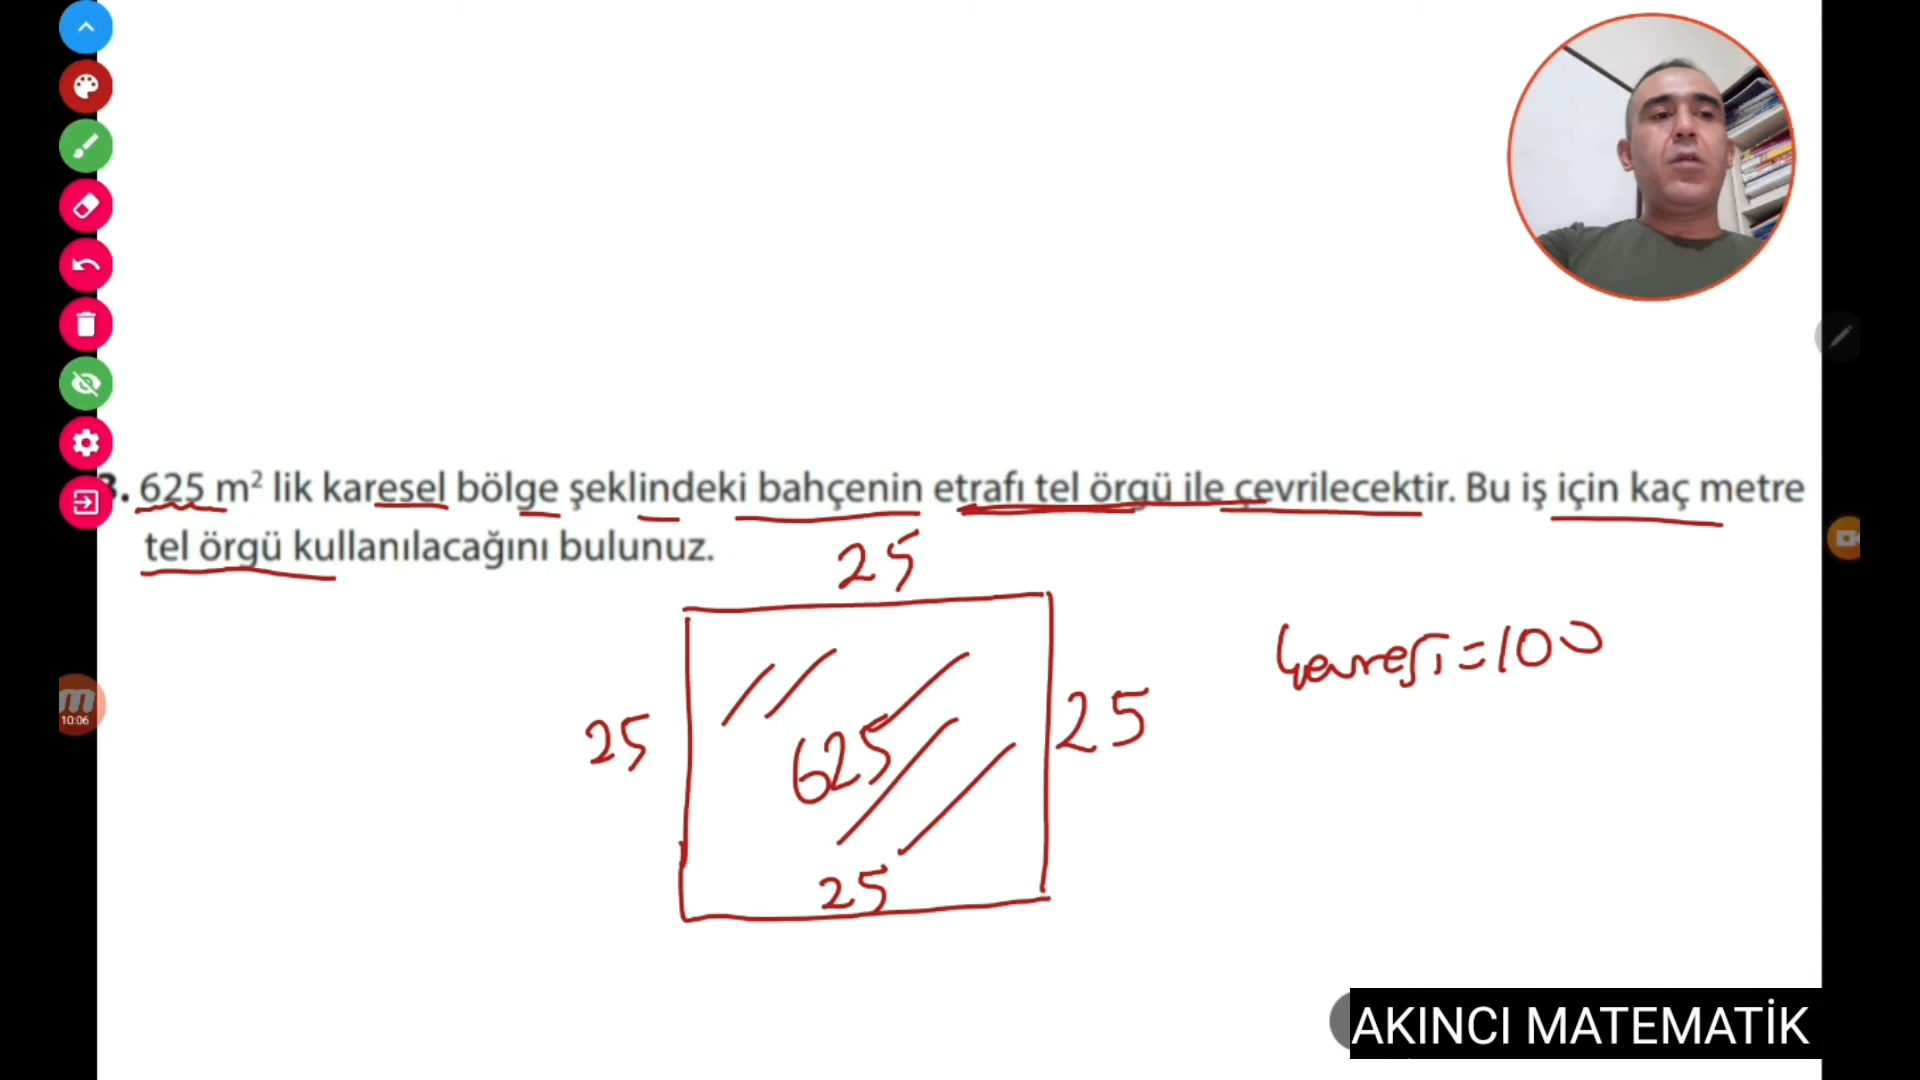 3. 625 m² lik karesel bölge şeklindeki bahçenin etrafı tel örgü ile çevrilecektir. Bu iş için kaç metre
tel örgü kullanılacağını bulunuz.
25
Çevresi=100
25
625
25
25
10:06
AKINCI MATEMATİK